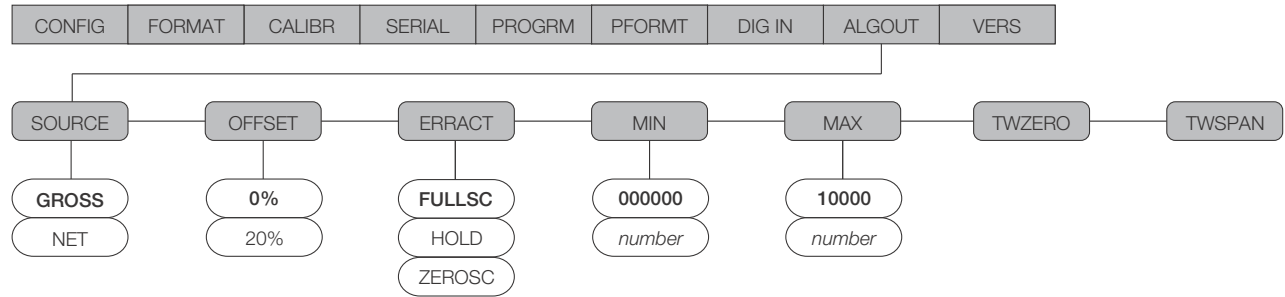 CONFIG FORMAT CALIBR SERIAL PROGRM PFORMT DIG IN ALGOUT VERS
SOURCE OFFSET ERRACT MIN MAX TWZERO TWSPAN
GROSS 0% FULLSC 000000 10000
NET 20% HOLD number number
ZEROSC